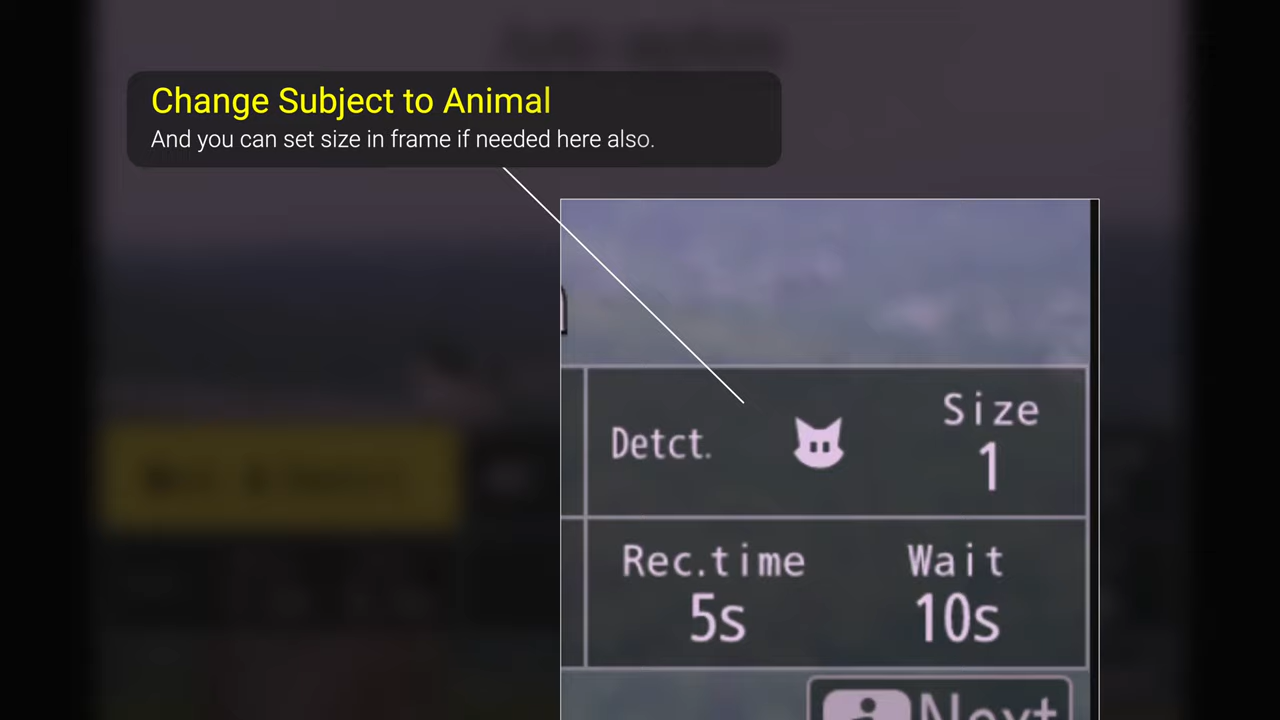 Change Subject to Animal
And you can set size in frame if needed here also.
Detct.
Size
1
Rec.time
Wait
5s
10s
Next